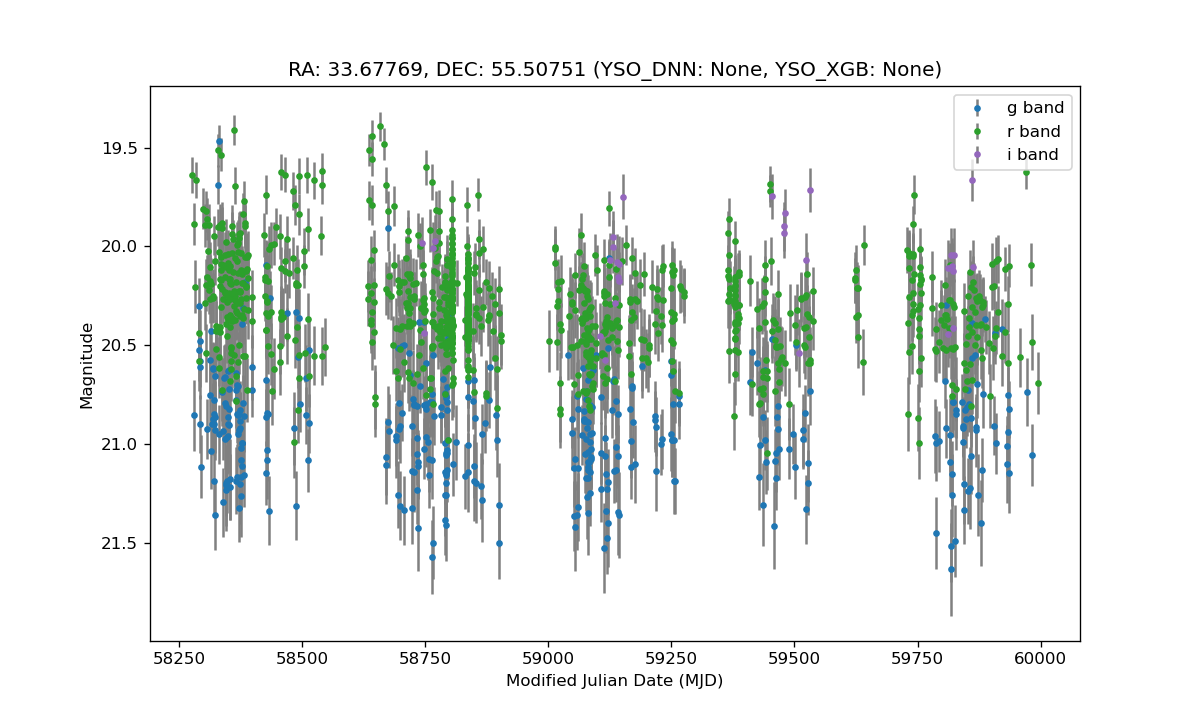 RA: 33.67769, DEC: 55.50751 (YSO_DNN: None, YSO_XGB: None)
g band
r band
i band
19.5
20.0
20.5
21.0
21.5
Magnitude
58250 58500 58750 59000 59250 59500 59750 60000
Modified Julian Date (MJD)